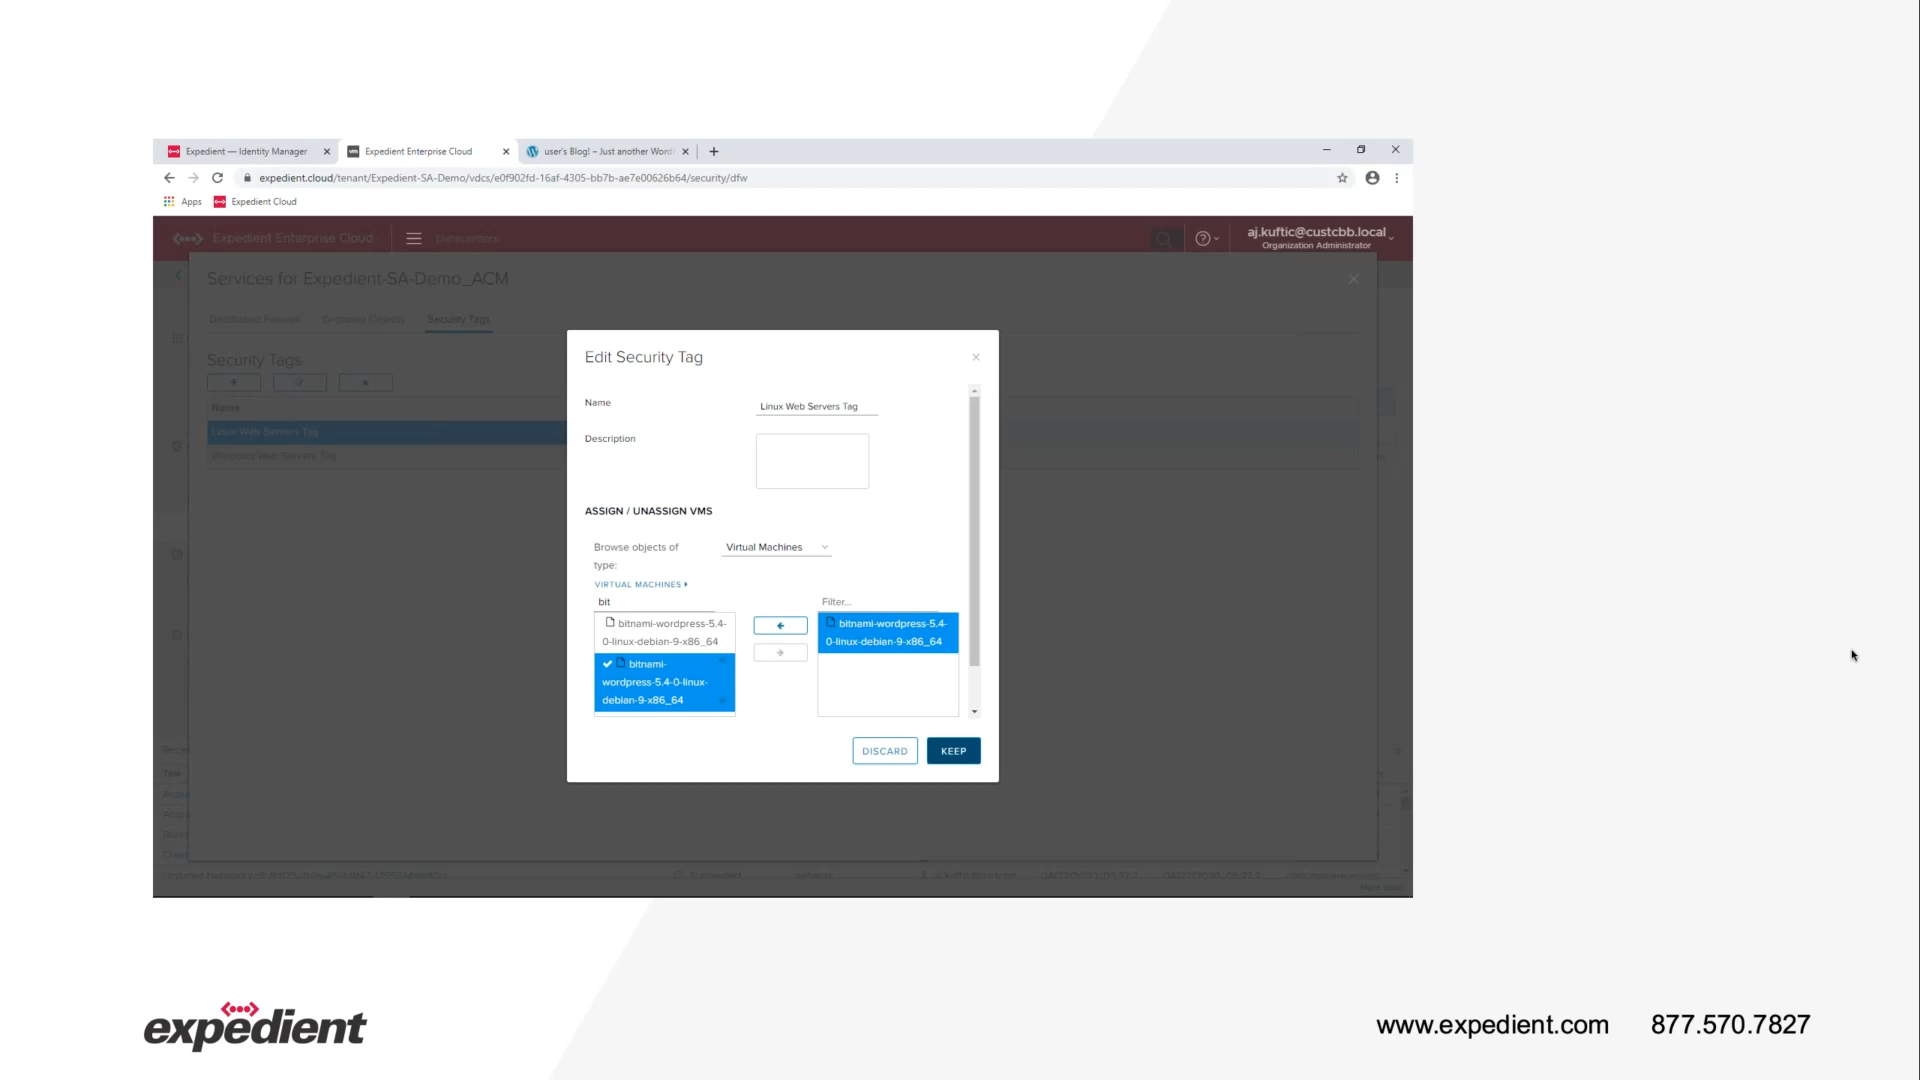 Expedient — Identity Manager
Expedient Enterprise Cloud
user's Blog! – Just another Word
expedient.cloud/tenant/Expedient-SA-Demo/vdcs/e0f902fd-16af-4305-bb7b-ae7e00626b64/security/dfw
Apps
Expedient Cloud
Expedient Enterprise Cloud
Datacenters
aj.kuftic@custcbb.local
Organization Administrator
Services for Expedient-SA-Demo_ACM
Distributed Firewall
Grouping Objects
Security Tags
Security Tags
Name
Linux Web Servers Tag
Windows Web Servers Tag
Edit Security Tag
Name
Linux Web Servers Tag
Description
ASSIGN / UNASSIGN VMS
Browse objects of
type:
Virtual Machines
VIRTUAL MACHINES
bit
Filter...
bitnami-wordpress-5.4-
0-linux-debian-9-x86_64
bitnami-
wordpress-5.4-0-linux-
debian-9-x86_64
bitnami-wordpress-5.4-
0-linux-debian-9-x86_64
DISCARD
KEEP
Task
Succeeded
expedient
www.expedient.com
877.570.7827